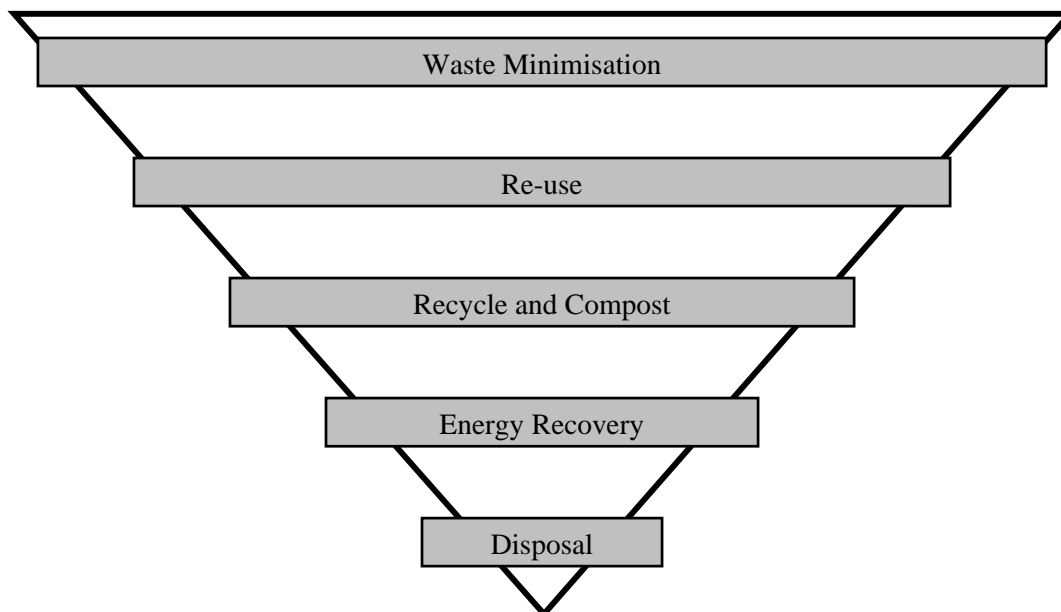 Waste Minimisation
Re-use
Recycle and Compost
Energy Recovery
Disposal